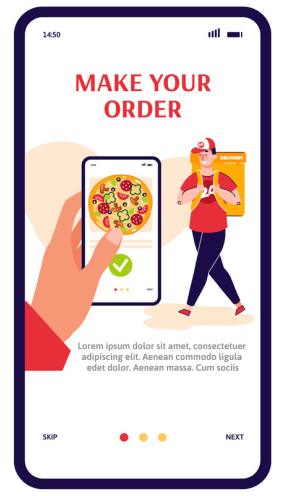 14:50
MAKE YOUR
ORDER
DELIVERY
Lorem ipsum dolor sit amet, consectetuer
adipiscing elit. Aenean commodo ligula
edet dolor. Aenean massa. Cum sociis
SKIP
NEXT